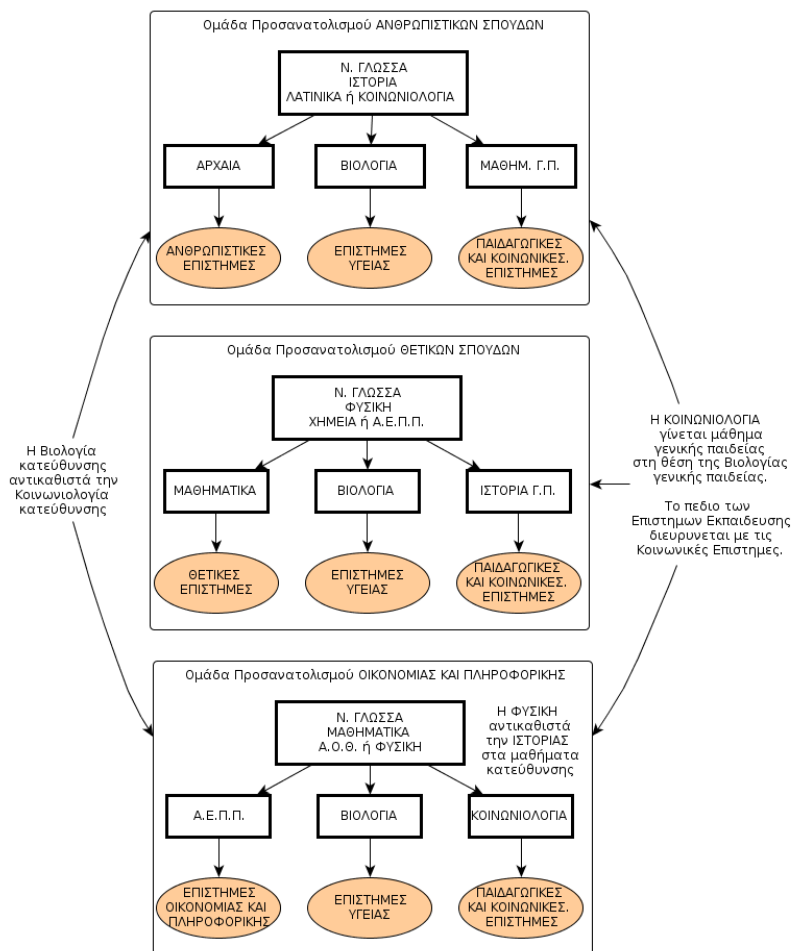 Ομάδα Προσανατολισμού ΑΝΘΡΩΠΙΣΤΙΚΩΝ ΣΠΟΥΔΩΝ
Ν. ΓΛΩΣΣΑ
ΙΣΤΟΡΙΑ
ΛΑΤΙΝΙΚΑ ή ΚΟΙΝΩΝΙΟΛΟΓΙΑ
ΑΡΧΑΙΑ
ΒΙΟΛΟΓΙΑ
ΜΑΘΗΜ. Γ.Π.
ΑΝΘΡΩΠΙΣΤΙΚΕΣ
ΕΠΙΣΤΗΜΕΣ
ΕΠΙΣΤΗΜΕΣ
ΥΓΕΙΑΣ
ΠΑΙΔΑΓΩΓΙΚΕΣ
ΚΑΙ ΚΟΙΝΩΝΙΚΕΣ.
ΕΠΙΣΤΗΜΕΣ
Ομάδα Προσανατολισμού ΘΕΤΙΚΩΝ ΣΠΟΥΔΩΝ
Ν. ΓΛΩΣΣΑ
ΦΥΣΙΚΗ
ΧΗΜΕΙΑ ή Α.Ε.Π.Π.
ΜΑΘΗΜΑΤΙΚΑ
ΒΙΟΛΟΓΙΑ
ΙΣΤΟΡΙΑ Γ.Π.
ΘΕΤΙΚΕΣ
ΕΠΙΣΤΗΜΕΣ
ΕΠΙΣΤΗΜΕΣ
ΥΓΕΙΑΣ
ΠΑΙΔΑΓΩΓΙΚΕΣ
ΚΑΙ ΚΟΙΝΩΝΙΚΕΣ.
ΕΠΙΣΤΗΜΕΣ
Η Βιολογία
κατεύθυνσης
αντικαθιστά την
Κοινωνιολογία
κατεύθυνσης
Η ΚΟΙΝΩΝΙΟΛΟΓΙΑ
γίνεται μάθημα
γενικής παιδείας
στη θέση της Βιολογίας
γενικής παιδείας.
Το πεδιο των
Επιστημων Εκπαιδευσης
διευρυνεται με τις
Κοινωνικές Επιστημες.
Ομάδα Προσανατολισμού ΟΙΚΟΝΟΜΙΑΣ ΚΑΙ ΠΛΗΡΟΦΟΡΙΚΗΣ
Ν. ΓΛΩΣΣΑ
ΜΑΘΗΜΑΤΙΚΑ
Α.Ο.Θ. ή ΦΥΣΙΚΗ
Η ΦΥΣΙΚΗ
αντικαθιστά
την ΙΣΤΟΡΙΑΣ
στα μαθήματα
κατεύθυνσης
Α.Ε.Π.Π.
ΒΙΟΛΟΓΙΑ
ΚΟΙΝΩΝΙΟΛΟΓΙΑ
ΕΠΙΣΤΗΜΕΣ
ΟΙΚΟΝΟΜΙΑΣ ΚΑΙ
ΠΛΗΡΟΦΟΡΙΚΗΣ
ΕΠΙΣΤΗΜΕΣ
ΥΓΕΙΑΣ
ΠΑΙΔΑΓΩΓΙΚΕΣ
ΚΑΙ ΚΟΙΝΩΝΙΚΕΣ.
ΕΠΙΣΤΗΜΕΣ